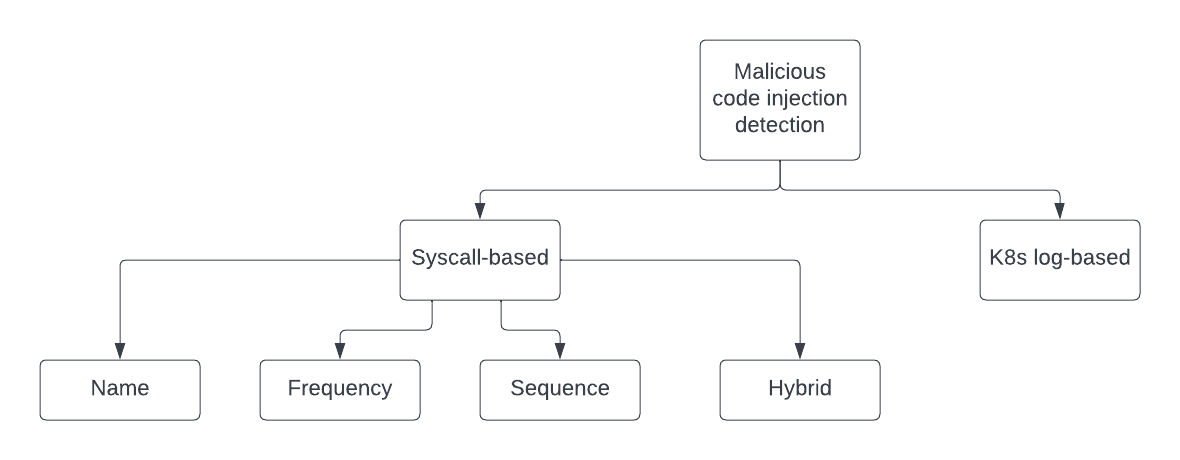 Malicious
code injection
detection
Syscall-based
K8s log-based
Name
Frequency
Sequence
Hybrid